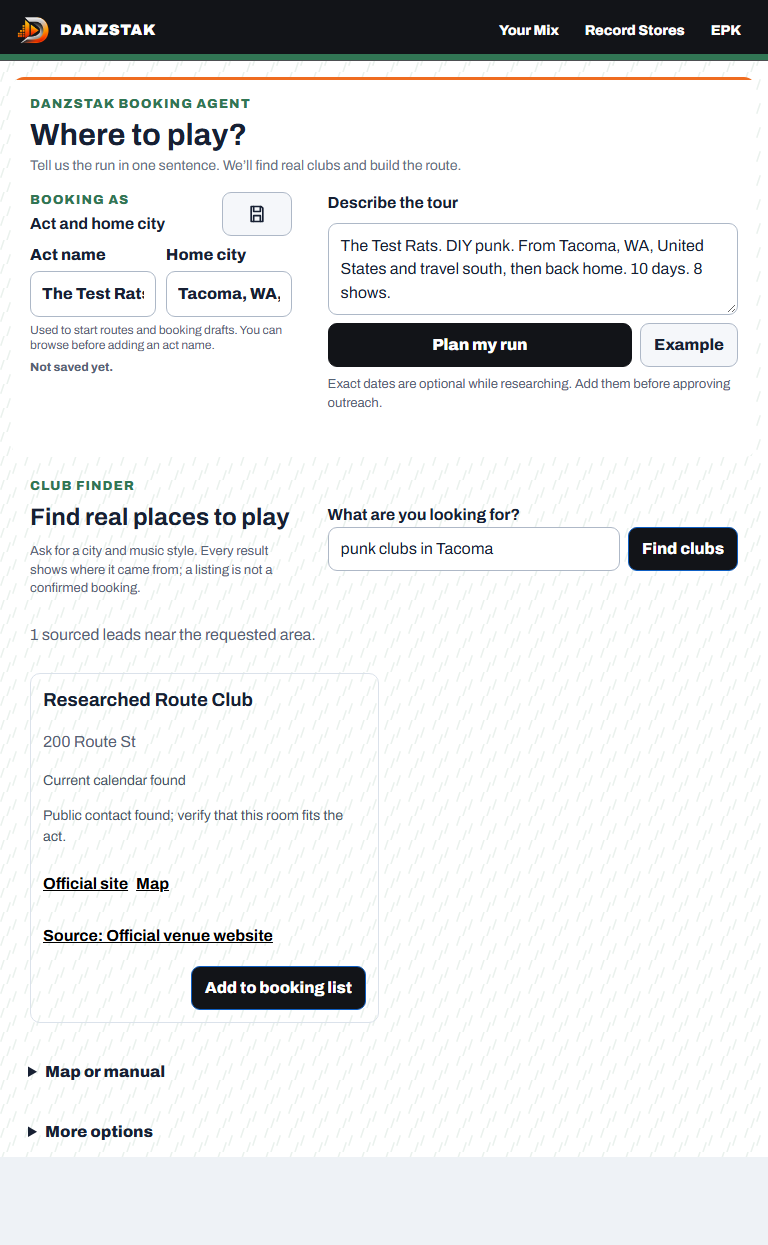 DANZSTAK
Your Mix
Record Stores
EPK
DANZSTAK BOOKING AGENT
Where to play?
Tell us the run in one sentence. We’ll find real clubs and build the route.
BOOKING AS
Act and home city
Act name
Home city
The Test Rats
Tacoma, WA,
Used to start routes and booking drafts. You can
browse before adding an act name.
Not saved yet.
Describe the tour
The Test Rats. DIY punk. From Tacoma, WA, United
States and travel south, then back home. 10 days. 8
shows.
Plan my run
Example
Exact dates are optional while researching. Add them before approving
outreach.
CLUB FINDER
Find real places to play
Ask for a city and music style. Every result
shows where it came from; a listing is not a
confirmed booking.
What are you looking for?
punk clubs in Tacoma
Find clubs
1 sourced leads near the requested area.
Researched Route Club
200 Route St
Current calendar found
Public contact found; verify that this room fits the
act.
Official site Map
Source: Official venue website
Add to booking list
Map or manual
More options